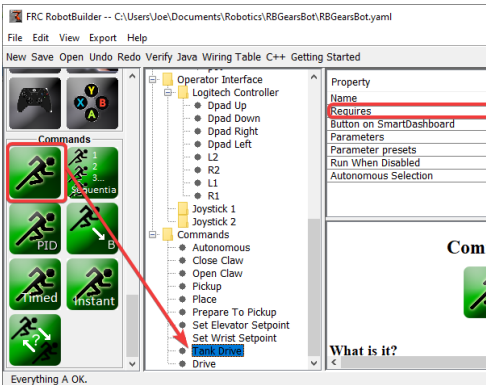 FRC RobotBuilder -- C:\Users\Joe\Documents\Robotics\RBGearsBot\RBGearsBot.yaml
File Edit View Export Help
New Save Open Undo Redo Verify Java Wiring Table C++ Getting Started
X Y B A
Commands
1
2
3...
Sequentia
PID
B
Timed
Instant
?
Operator Interface
Logitech Controller
Dpad Up
Dpad Down
Dpad Right
Dpad Left
L2
R2
L1
R1
Joystick 1
Joystick 2
Commands
Autonomous
Close Claw
Open Claw
Pickup
Place
Prepare To Pickup
Set Elevator Setpoint
Set Wrist Setpoint
Tank Drive
Drive
Property
Name
Requires
Button on SmartDashboard
Parameters
Parameter presets
Run When Disabled
Autonomous Selection
Com
What is it?
Everything A OK.